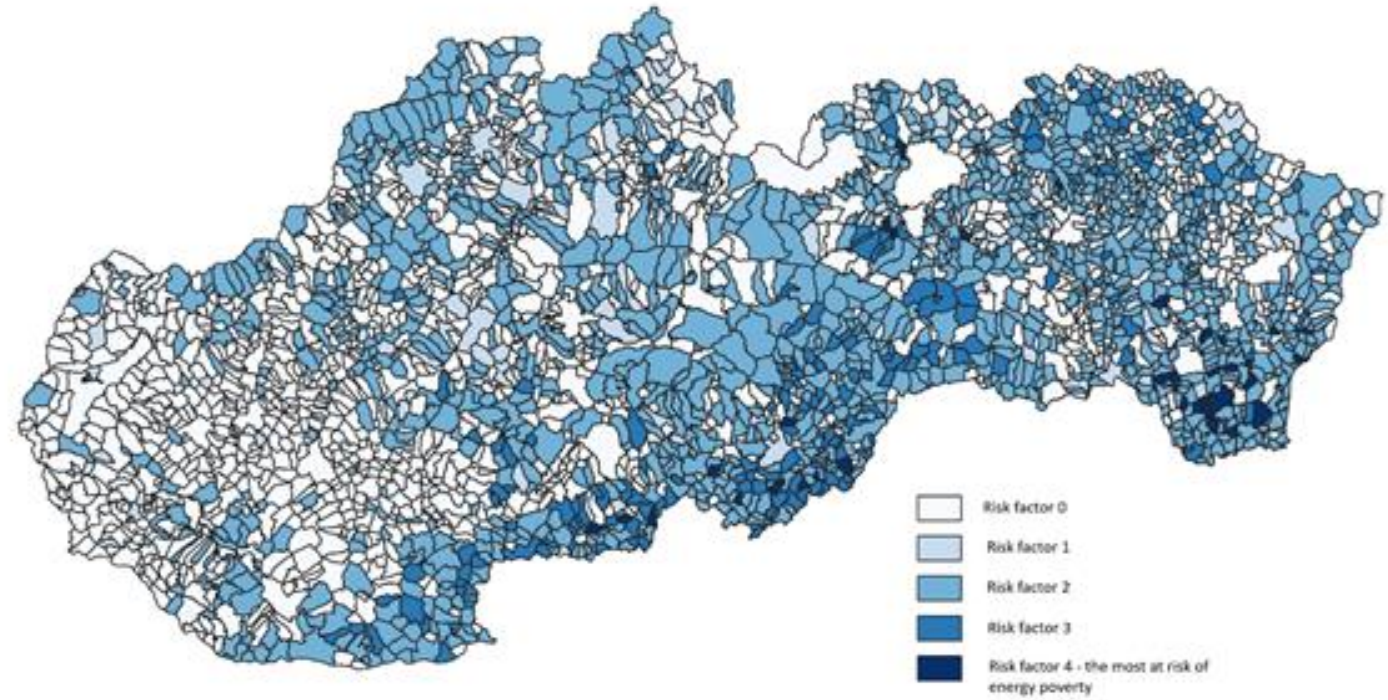 Risk factor 0
Risk factor 1
Risk factor 2
Risk factor 3
Risk factor 4 - the most at risk of
energy poverty